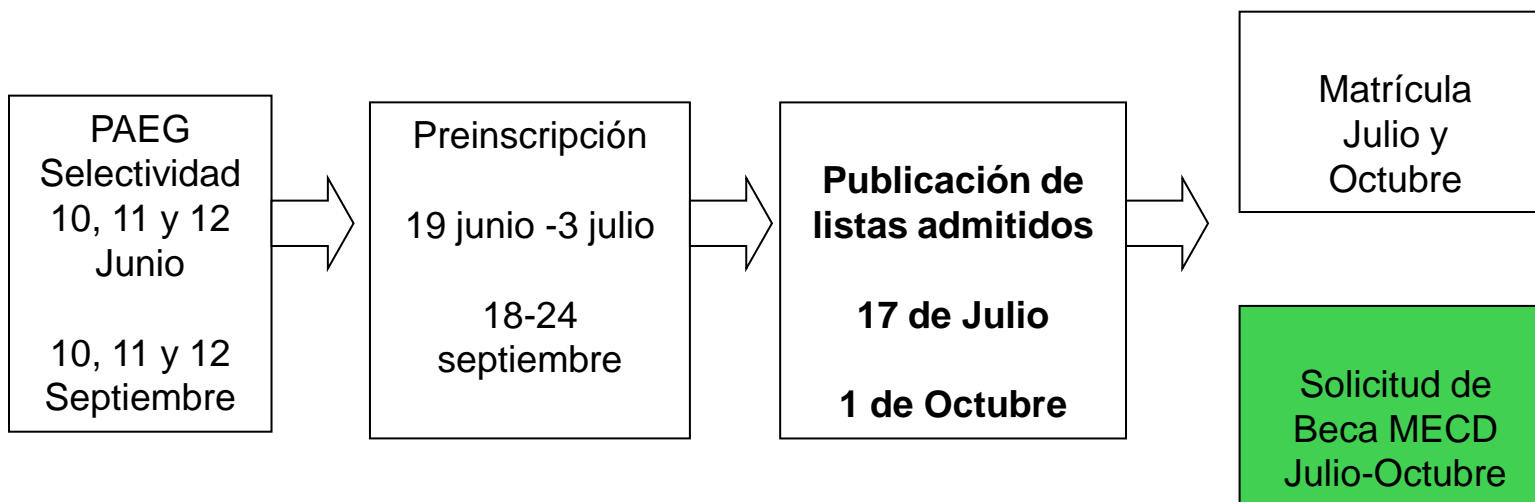 PAEG
Selectividad
10, 11 y 12
Junio
10, 11 y 12
Septiembre
Preinscripción
19 junio -3 julio
18-24
septiembre
Publicación de
listas admitidos
17 de Julio
1 de Octubre
Matrícula
Julio y
Octubre
Solicitud de
Beca MECD
Julio-Octubre